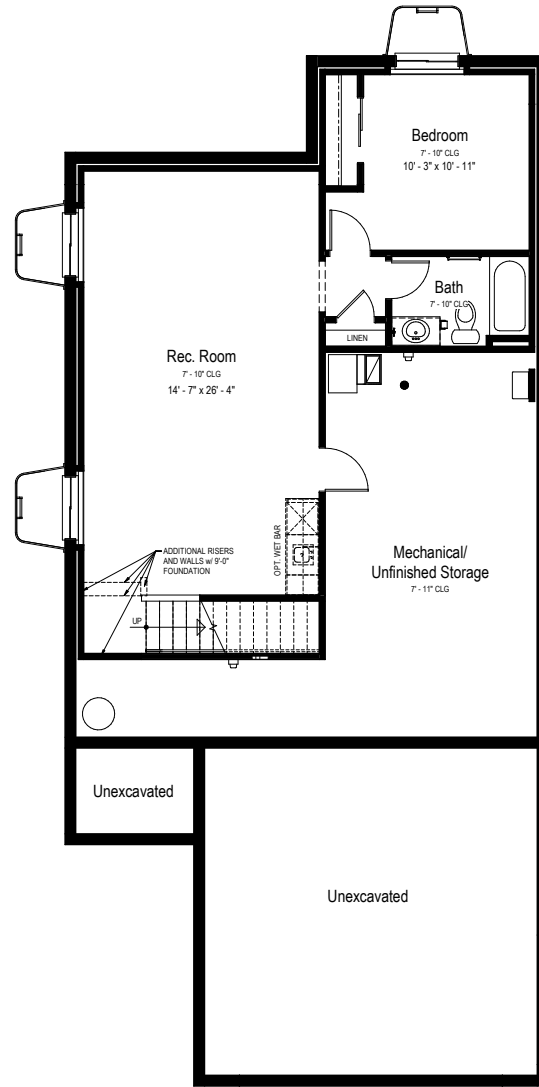 Bedroom
7' - 10" CLG
10' - 3" x 10' - 11"
Bath
7' - 10" CLG
LINEN
Rec. Room
7' - 10" CLG
14' - 7" x 26' - 4"
OPT. WET BAR
ADDITIONAL RISERS
AND WALLS w/ 9'-0"
FOUNDATION
UP
Mechanical/
Unfinished Storage
7' - 11" CLG
Unexcavated
Unexcavated